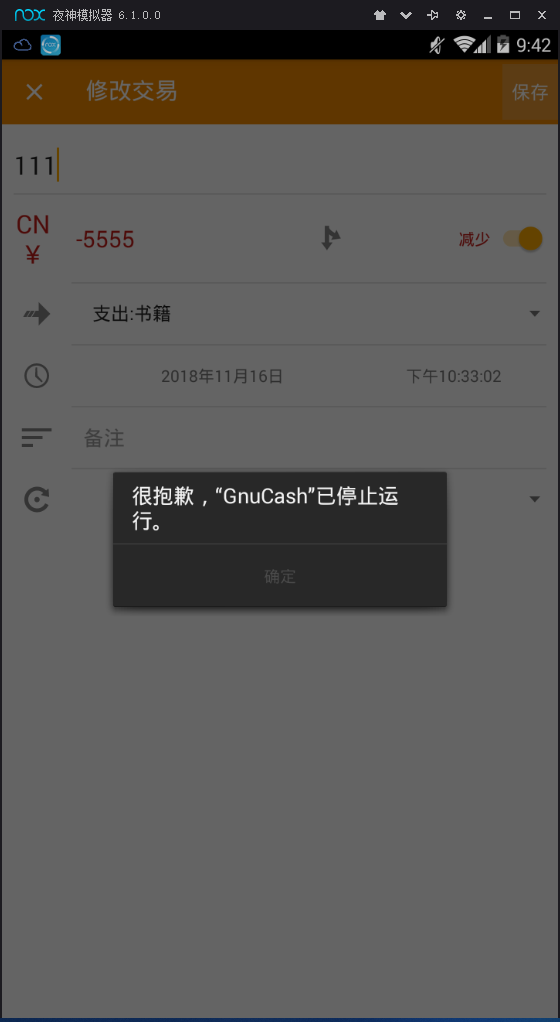 nox 夜神模拟器 6.1.0.0
9:42
修改交易 保存
111
CN
¥
-5555 减少
支出:书籍
2018年11月16日 下午10:33:02
备注
很抱歉，“GnuCash”已停止运
行。
确定